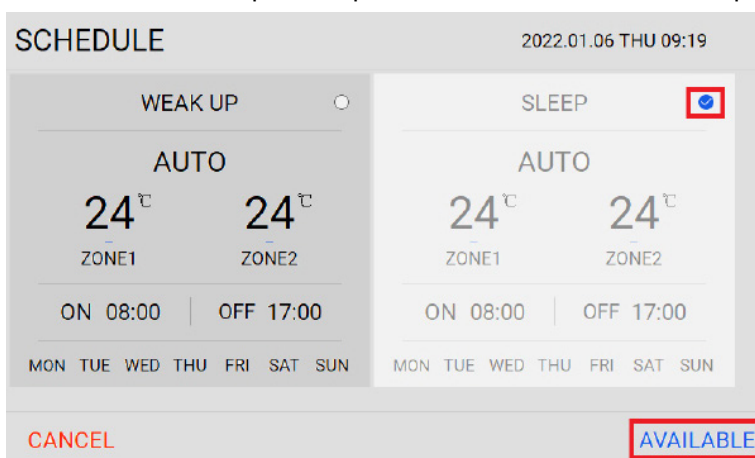 SCHEDULE 2022.01.06 THU 09:19
WEAK UP
AUTO
24℃ 24℃
ZONE1 ZONE2
ON 08:00 OFF 17:00
MON TUE WED THU FRI SAT SUN
SLEEP
AUTO
24℃ 24℃
ZONE1 ZONE2
ON 08:00 OFF 17:00
MON TUE WED THU FRI SAT SUN
CANCEL AVAILABLE